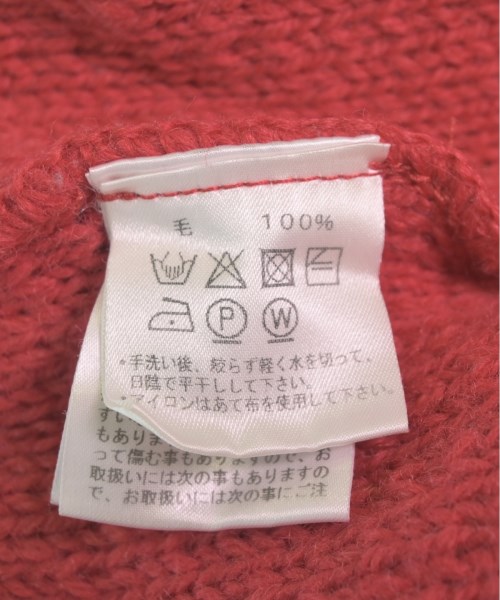 毛 100%
P W
*手洗い後、絞らず軽く水を切って、
日陰で平干しして下さい。
*アイロンはあて布を使用して下さい。
すい
もありま
って傷む事もありますので、お
取扱いには次の事もありますの
で、お取扱いには次の事にご注